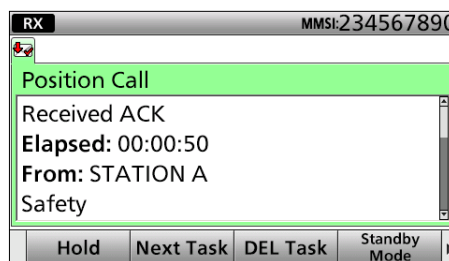 RX MMSI:234567890
Position Call
Received ACK
Elapsed: 00:00:50
From: STATION A
Safety
Hold Next Task DEL Task Standby Mode